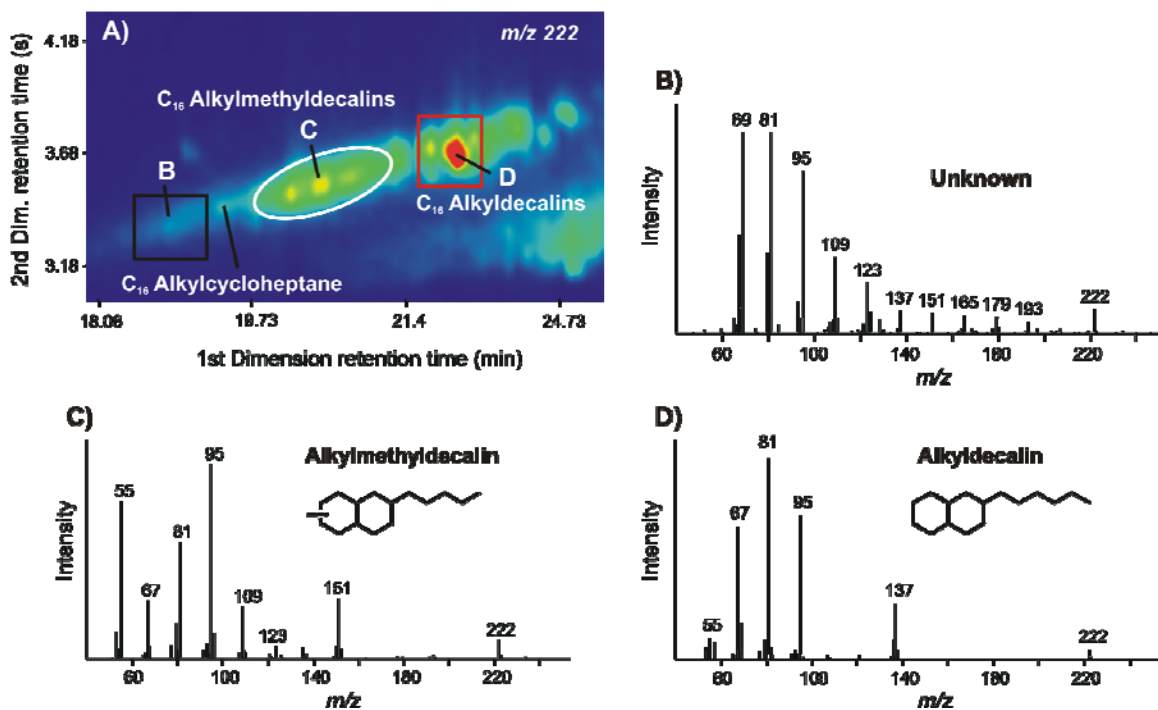 A)
m/z 222
2nd Dim. retention time (s)
4.18
3.68
3.18
C16 Alkylmethyldecalins
C
B
D
C16 Alkyldecalins
C16 Alkylcycloheptane
18.06 19.73 21.4 24.73
1st Dimension retention time (min)
B)
Unknown
Intensity
69 81 95 109 123 137 151 165 179 193 222
60 100 140 180 220
m/z
C)
Alkylmethyldecalin
Intensity
55 67 81 95 109 123 151 222
60 100 140 180 220
m/z
D)
Alkyldecalin
Intensity
55 67 81 95 137 222
60 100 140 180 220
m/z